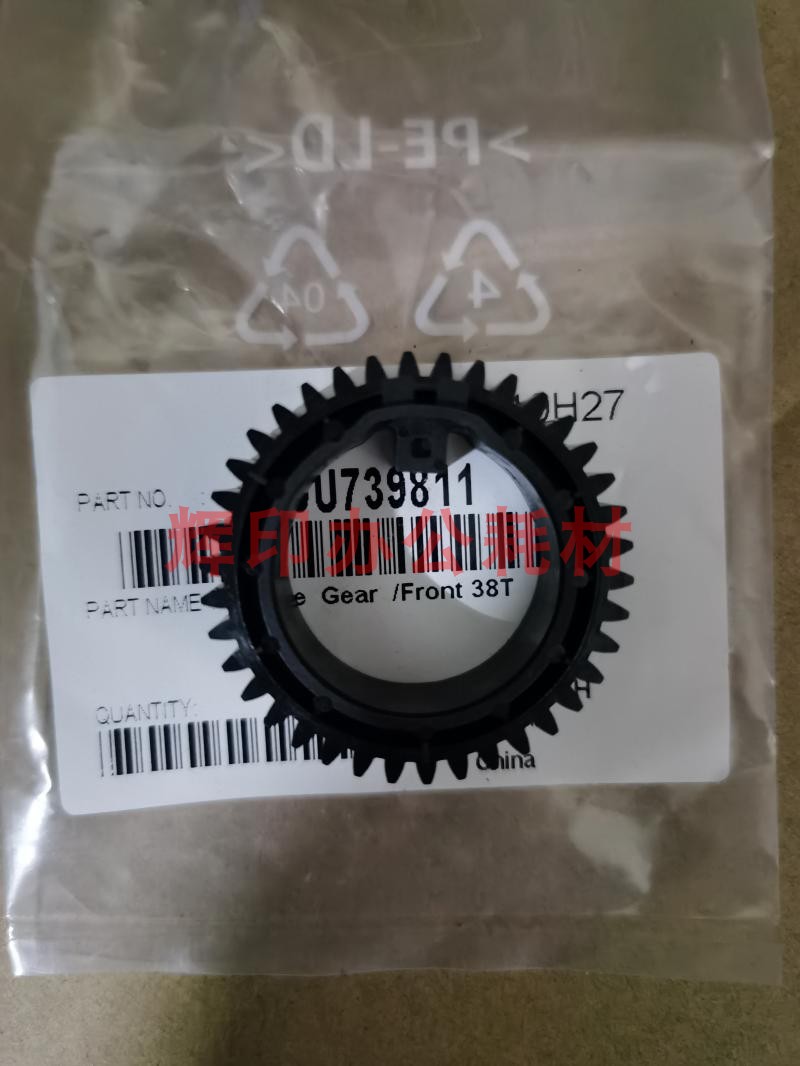 >PE-LD<
04
4
0H27
PART NO. :
U739811
辉印办公耗材
PART NAME
e Gear /Front 38T
QUANTITY:
H
China